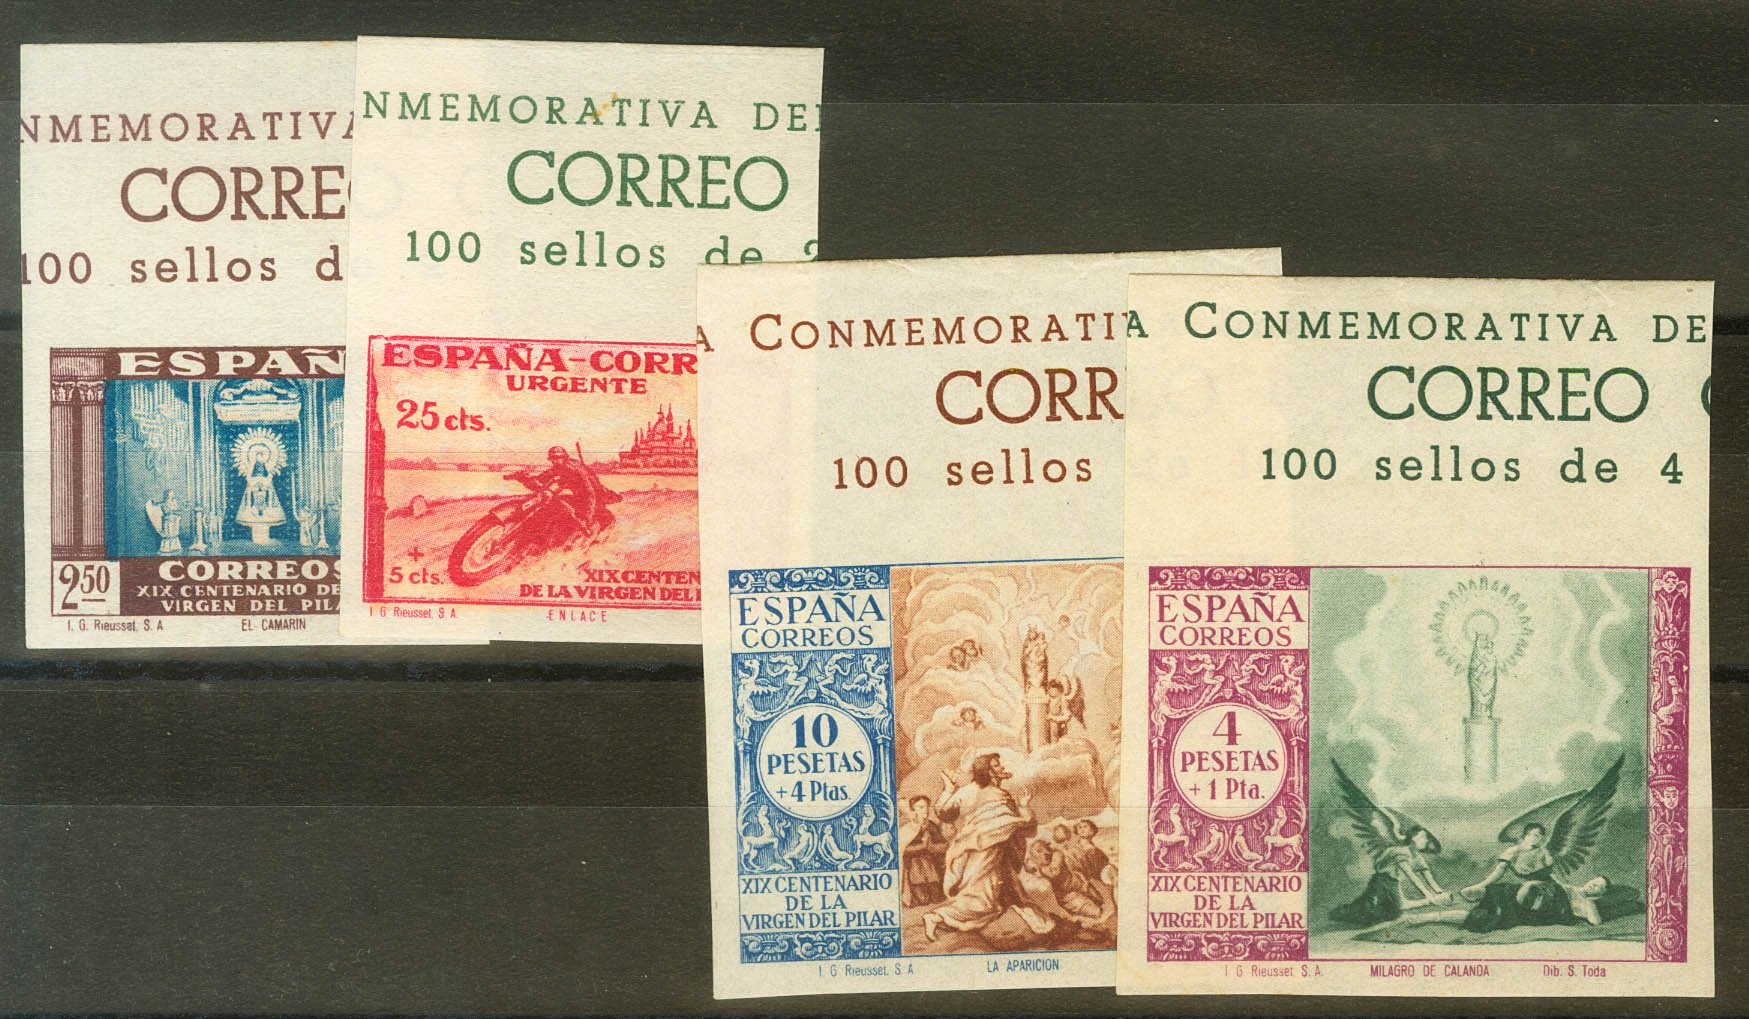 NMEMORATIVA
CORREO
100 sellos d
ESPAÑ
250
CORREOS
XIX CENTENARIO DE
VIRGEN DEL PILA
I. G. Rieusset, S. A
EL CAMARIN
NMEMORATIVA DE
CORREO
100 sellos de 2
ESPAÑA-CORR
URGENTE
25 cts.
+
5 cts.
XIX CENTEN
DE LA VIRGEN DEL
I G Rieusset, S. A.
ENLACE
A CONMEMORATI
CORR
100 sellos
ESPAÑA
CORREOS
10
PESETAS
+4 Ptas.
XIX CENTENARIO
DE LA
VIRGEN DEL PILAR
I. G Rieusset, S. A
LA APARICION
A CONMEMORATIVA DE
CORREO
100 sellos de 4
ESPAÑA
CORREOS
4
PESETAS
+1 Pta.
XIX CENTENARIO
DE LA
VIRGEN DEL PILAR
I G Rieusset, S. A.
MILAGRO DE CALANDA
Dib. S. Toda